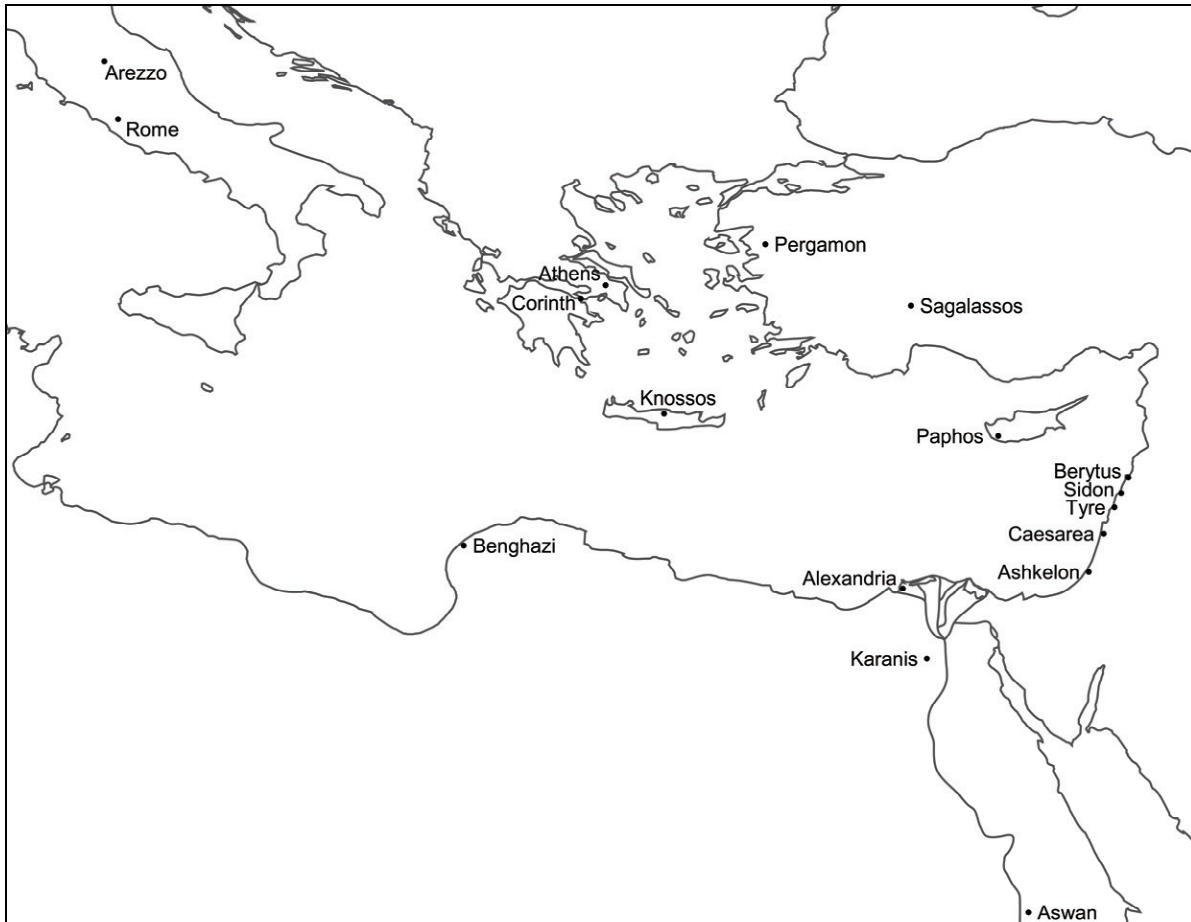 Arezzo
Rome
Pergamon
Athens
Corinth
Sagalassos
Knossos
Paphos
Berytus
Sidon
Tyre
Caesarea
Benghazi
Ashkelon
Alexandria
Karanis
Aswan